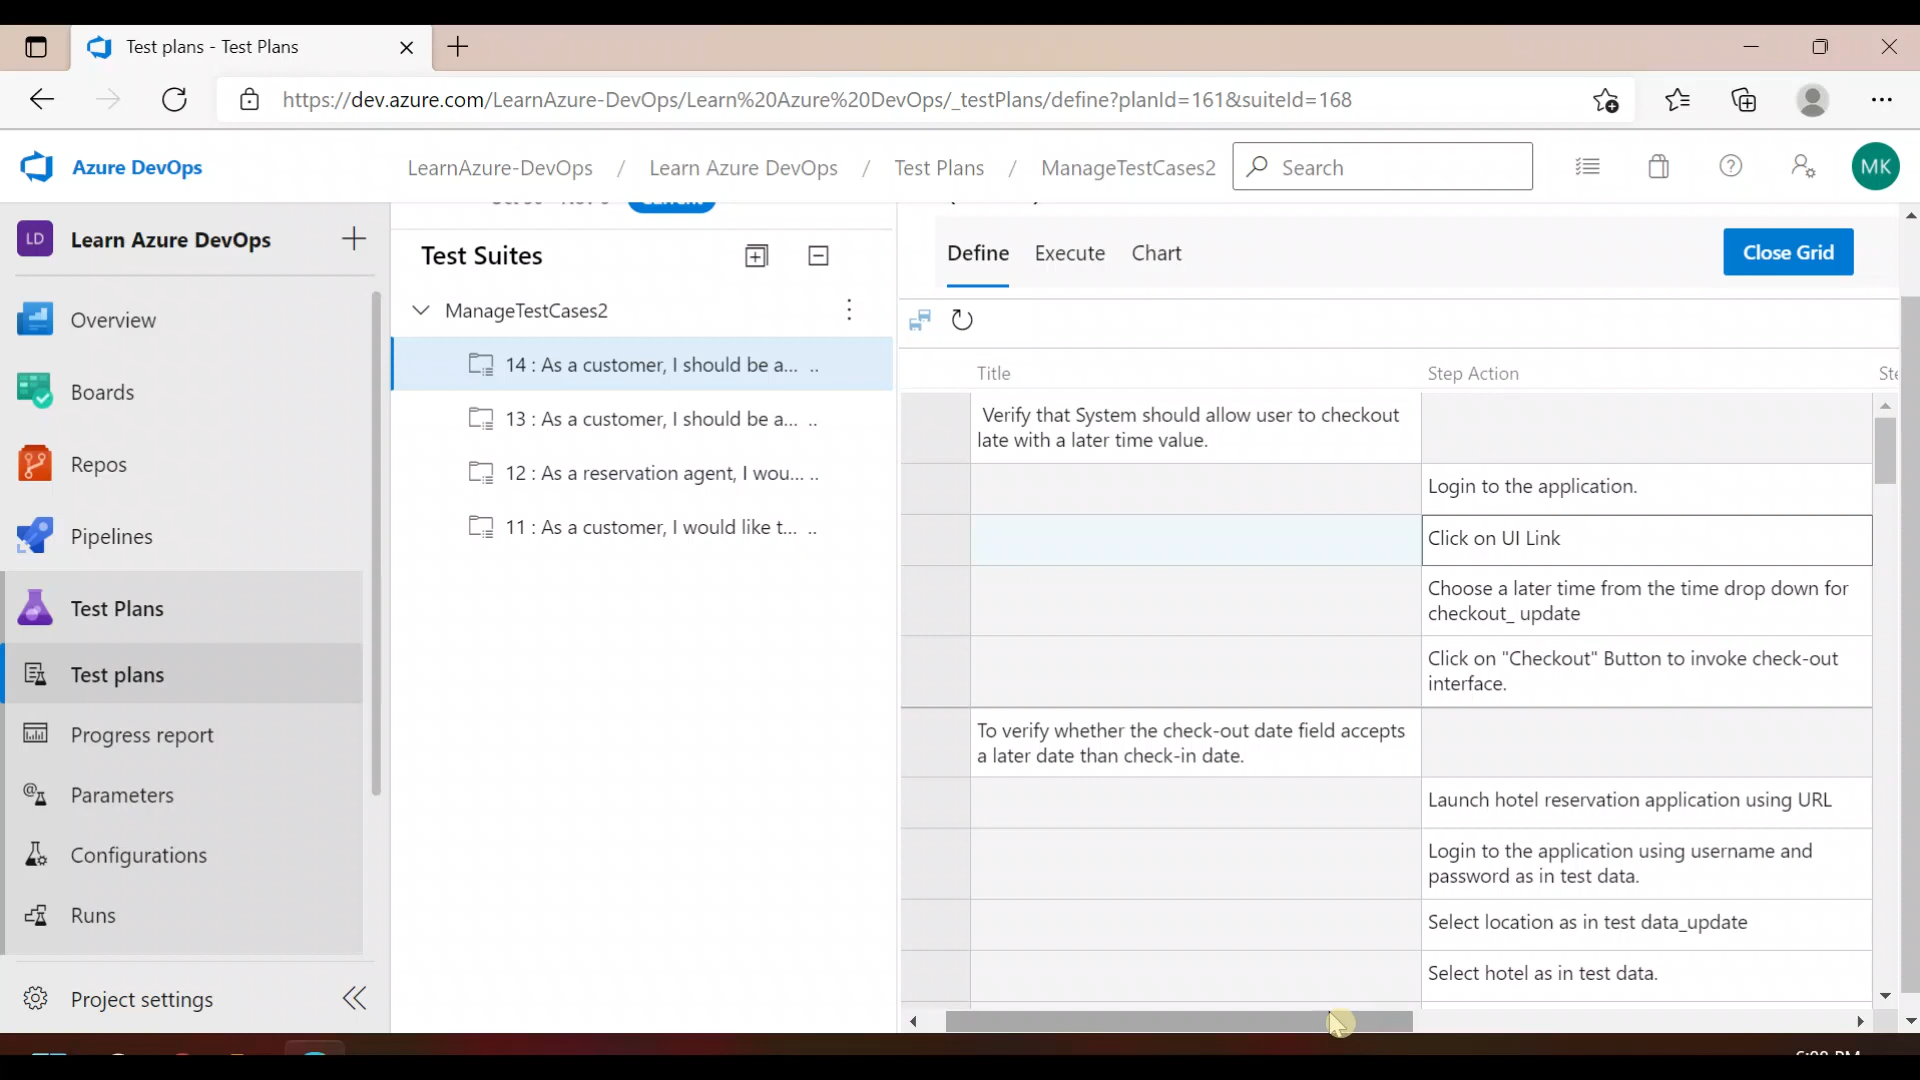 Test plans - Test Plans
https://dev.azure.com/LearnAzure-DevOps/Learn%20Azure%20DevOps/_testPlans/define?planId=161&suiteId=168
Azure DevOps
LearnAzure-DevOps / Learn Azure DevOps / Test Plans / ManageTestCases2
Search
MK
LD
Learn Azure DevOps
Overview
Boards
Repos
Pipelines
Test Plans
Test plans
Progress report
Parameters
Configurations
Runs
Project settings
Current
Test Suites
ManageTestCases2
14 : As a customer, I should be a... ..
13 : As a customer, I should be a... ..
12 : As a reservation agent, I wou... ..
11 : As a customer, I would like t... ..
Define Execute Chart
Close Grid
Title Step Action
Verify that System should allow user to checkout
late with a later time value.
Login to the application.
Click on UI Link
Choose a later time from the time drop down for
checkout_ update
Click on "Checkout" Button to invoke check-out
interface.
To verify whether the check-out date field accepts
a later date than check-in date.
Launch hotel reservation application using URL
Login to the application using username and
password as in test data.
Select location as in test data_update
Select hotel as in test data.